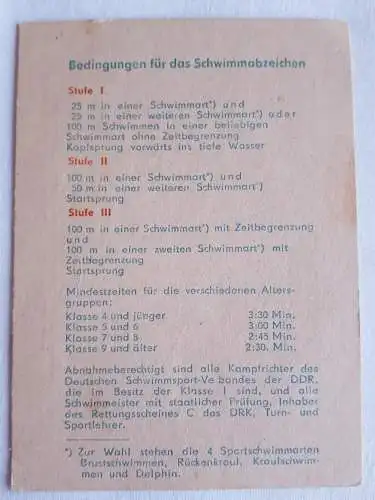 Bedingungen für das Schwimmabzeichen
Stufe I
25 m in einer Schwimmart*) und
25 m in einer weiteren Schwimmart*) oder
100 m Schwimmen in einer beliebigen
Schwimmart ohne Zeitbegrenzung
Kopfsprung vorwärts ins tiefe Wasser
Stufe II
100 m in einer Schwimmart*) und
50 m in einer weiteren Schwimmart*)
Startsprung
Stufe III
100 m in einer Schwimmart*) mit Zeitbegrenzung
und
100 m in einer zweiten Schwimmart*) mit
Zeitbegrenzung
Startsprung
Mindestzeiten für die verschiedenen Alters-
gruppen:
Klasse 4 und jünger 3:30 Min.
Klasse 5 und 6 3:00 Min.
Klasse 7 und 8 2:45 Min.
Klasse 9 und älter 2:30. Min.
Abnahmeberechtigt sind alle Kampfrichter des
Deutschen Schwimmsport-Ve bandes der DDR,
die im Besitz der Klasse I sind, und alle
Schwimmeister mit staatlicher Prüfung, Inhaber
des Rettungsscheines C das DRK, Turn- und
Sportlehrer.
*) Zur Wahl stehen die 4 Sportschwimmarten
Brustschwimmen, Rückenkraul, Kraulschwim-
men und Delphin.